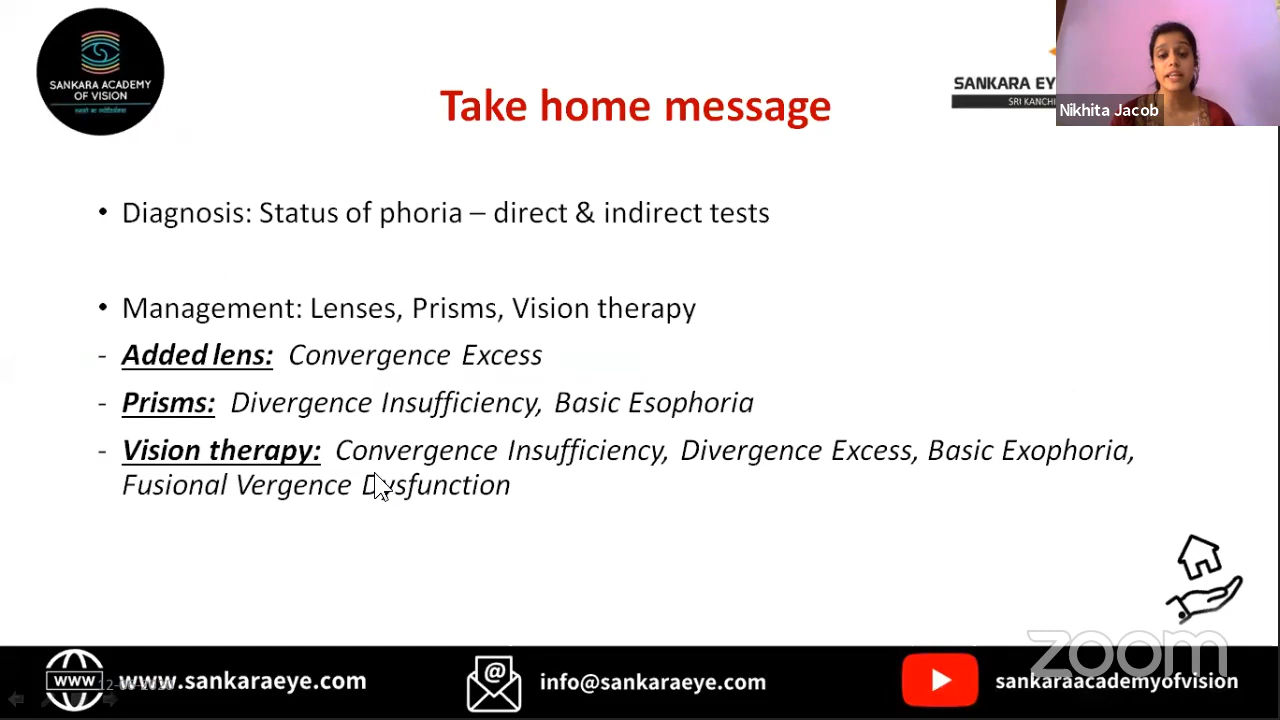 SANKARA ACADEMY
OF VISION
Take home message
SANKARA EYE
SRI KANCHI
Nikhita Jacob
• Diagnosis: Status of phoria – direct & indirect tests
• Management: Lenses, Prisms, Vision therapy
- Added lens: Convergence Excess
- Prisms: Divergence Insufficiency, Basic Esophoria
- Vision therapy: Convergence Insufficiency, Divergence Excess, Basic Exophoria,
Fusional Vergence Dysfunction
zoom
WWW
www.sankaraeye.com
@
info@sankaraeye.com
sankaraacademyofvision